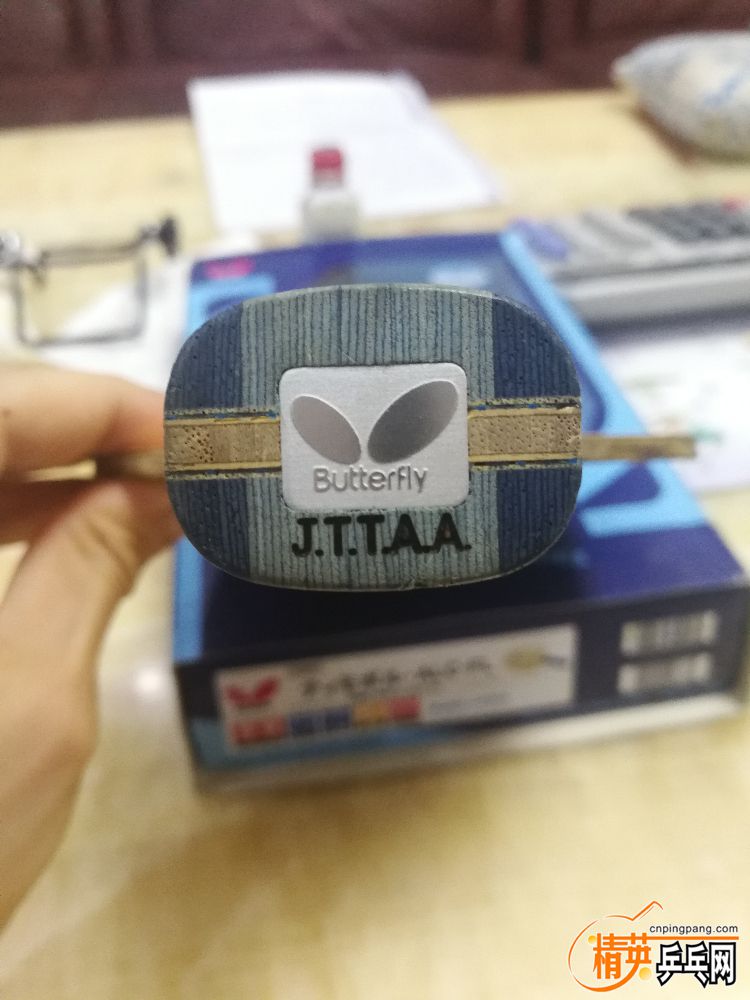 Butterfly
J.T.T.A.A.
cnpingpang.com
精英乒乓网